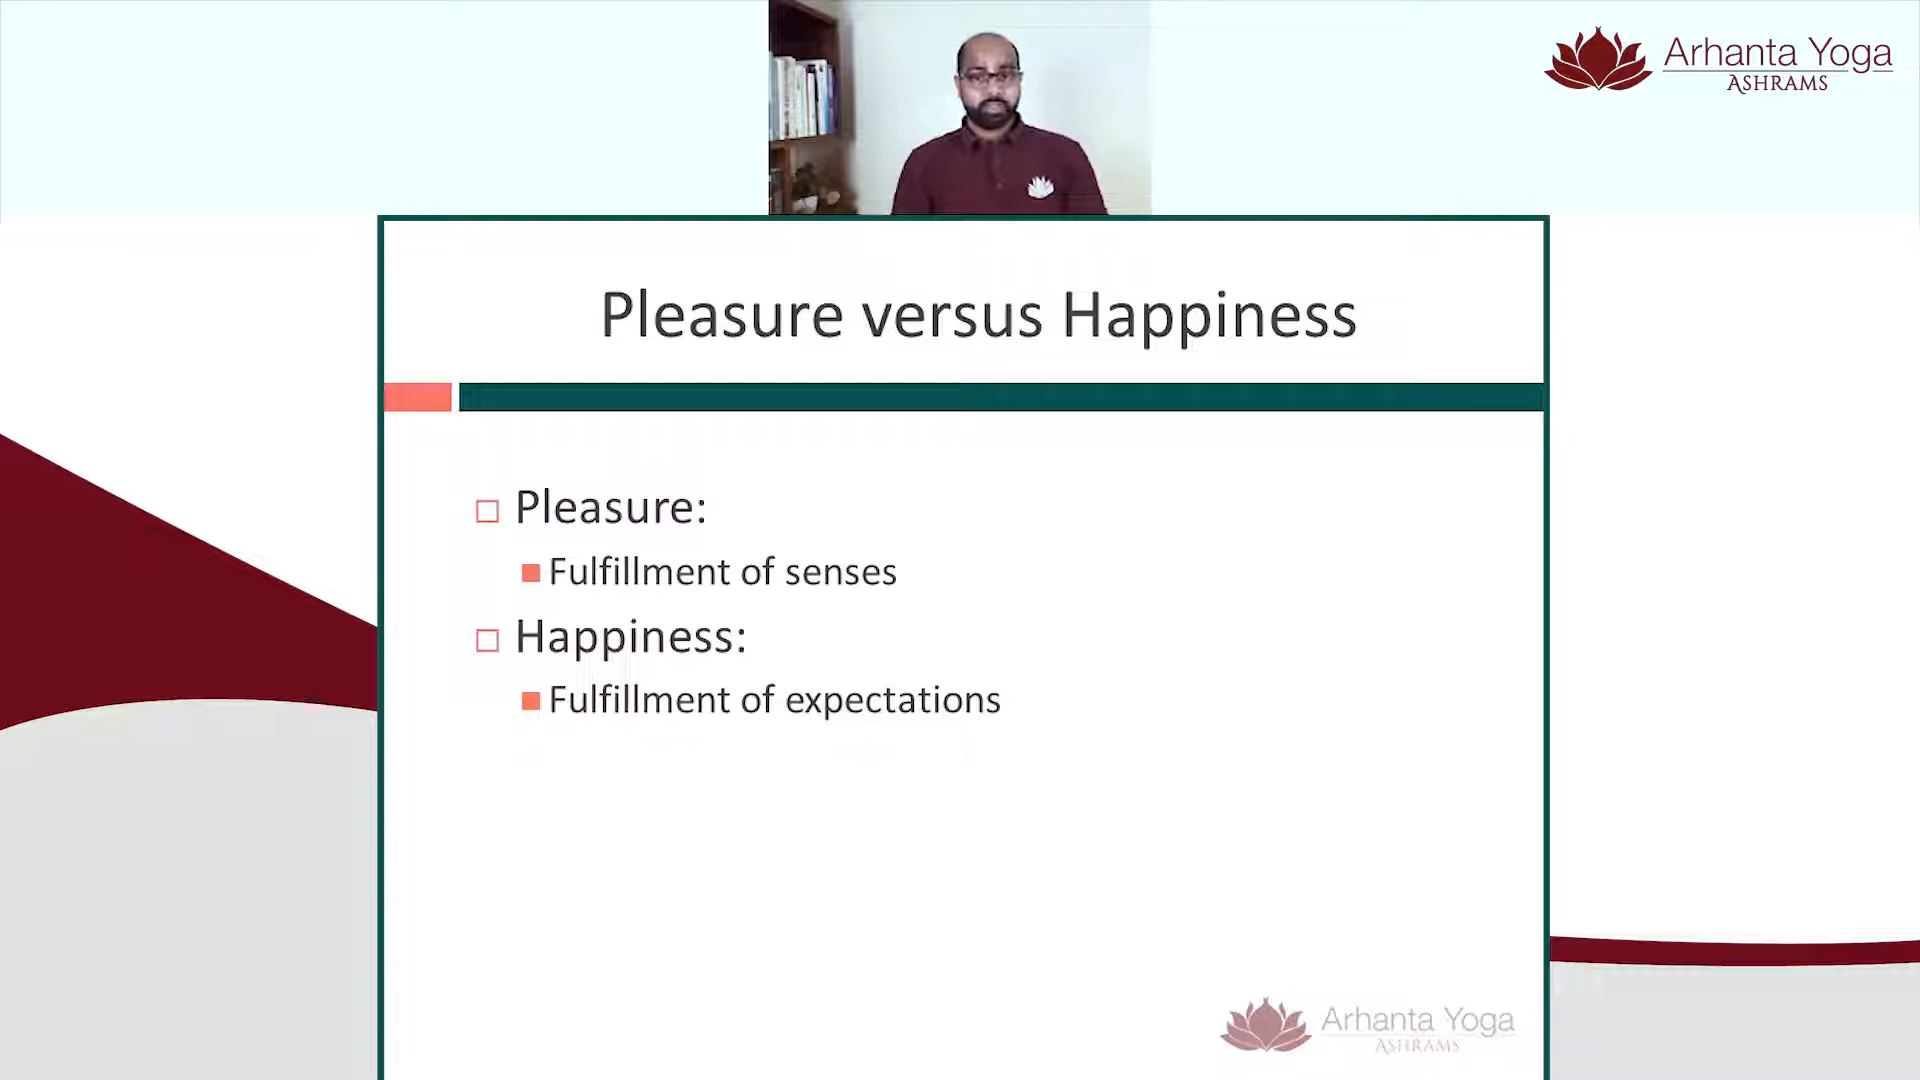 Arhanta Yoga
ASHRAMS
Pleasure versus Happiness
Pleasure:
Fulfillment of senses
Happiness:
Fulfillment of expectations
Arhanta Yoga
ASHRAMS